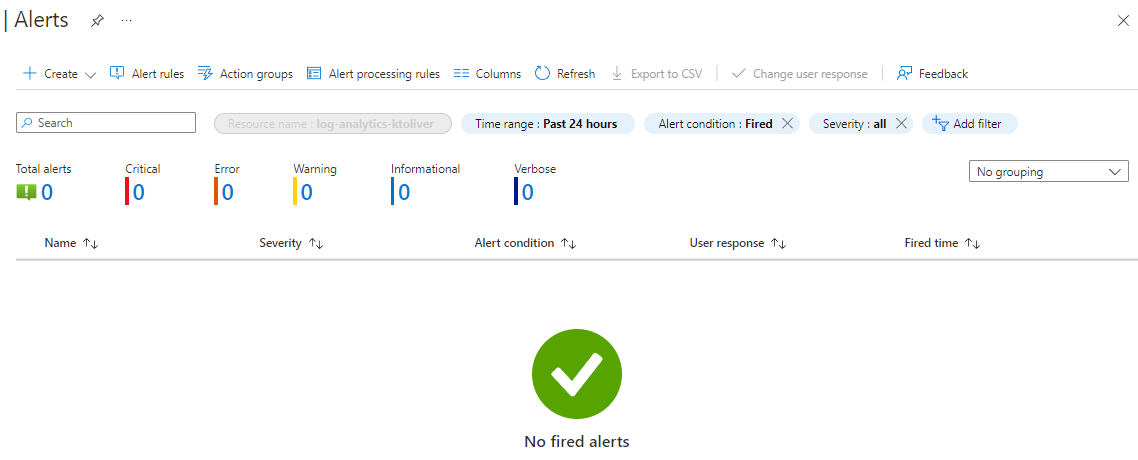 | Alerts ...
Create Alert rules Action groups Alert processing rules Columns Refresh Export to CSV Change user response Feedback
Search Resource name : log-analytics-ktoliver Time range : Past 24 hours Alert condition : Fired Severity : all Add filter
Total alerts Critical Error Warning Informational Verbose
0 0 0 0 0 0
No grouping
Name Severity Alert condition User response Fired time
No fired alerts